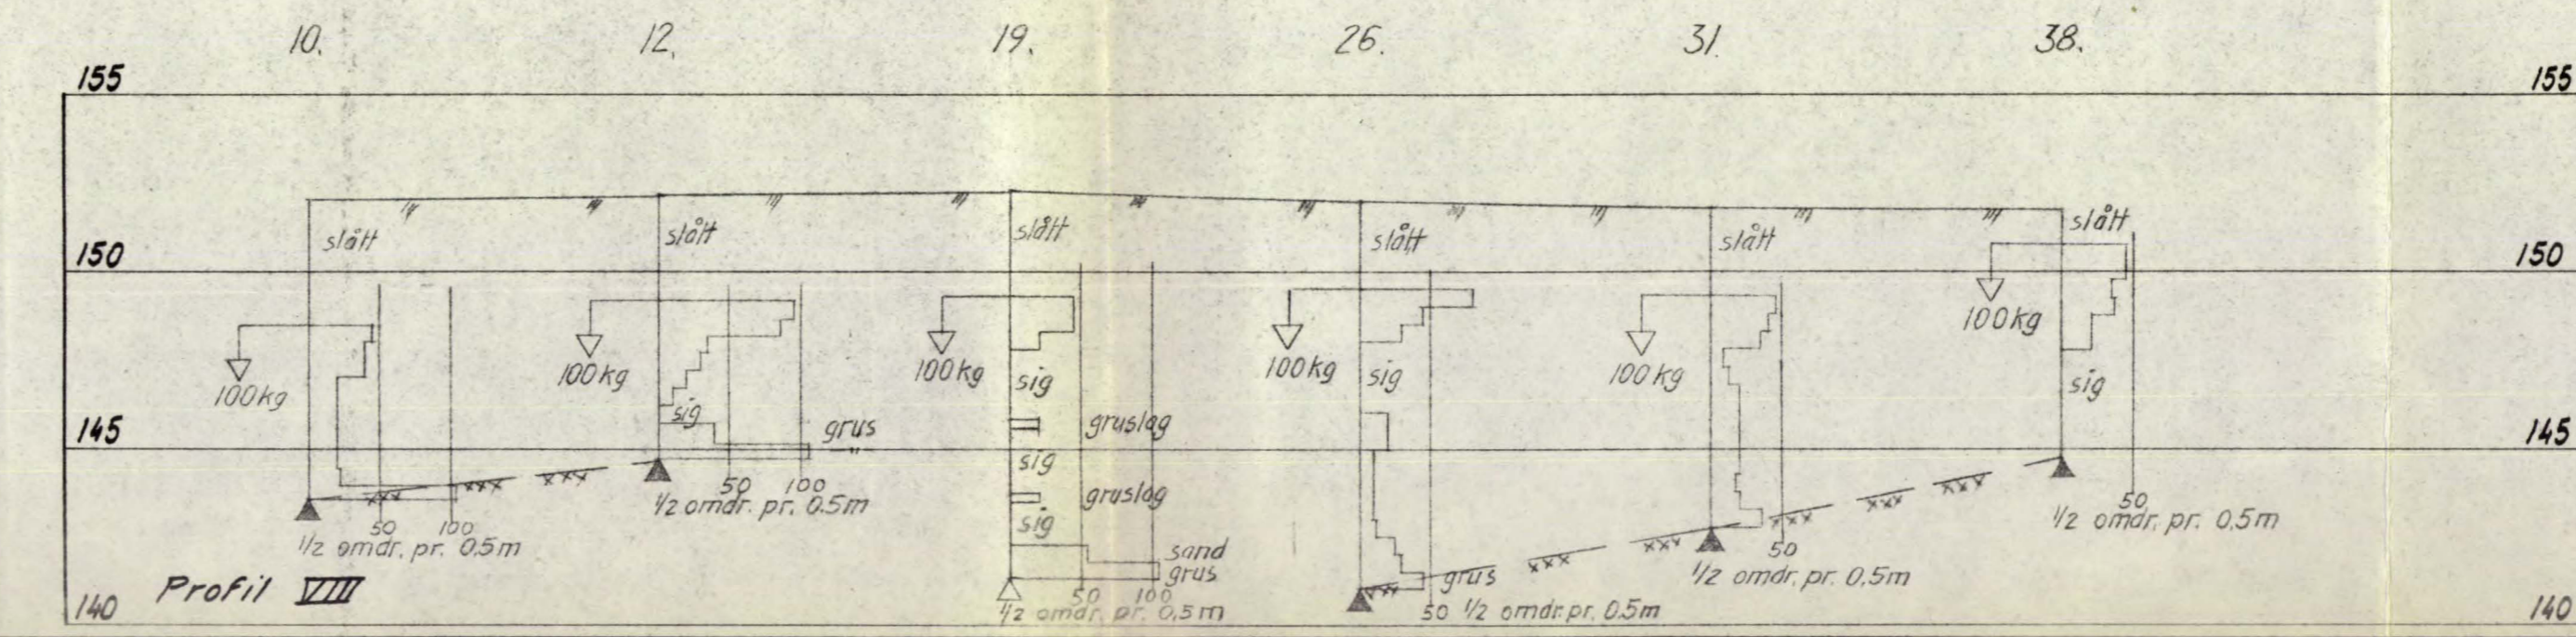 10. 12. 19. 26. 31. 38.
155 155
slått slått slått slått slått slått
150 150
100kg 100kg 100kg 100kg 100kg 100kg
sig sig sig
sig grus gruslag
145 " 145
sig
50 100 gruslag
1/2 omdr. pr. 0.5m
sig
50
1/2 omdr. pr. 0.5m
50 100
1/2 omdr. pr. 0.5m
sand
grus
50
1/2 omdr. pr. 0.5m
grus
Profil VIII
50 100
1/2 omdr. pr. 0.5m
50 1/2 omdr. pr. 0.5m
140 140